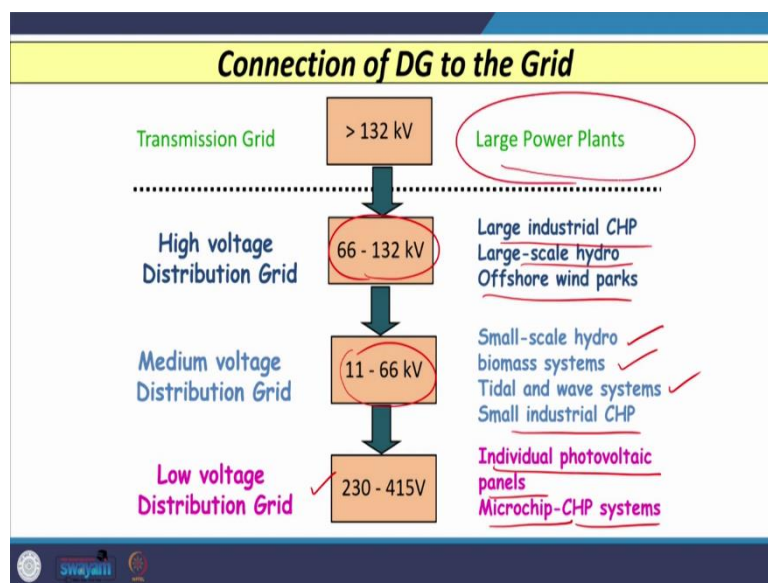 Connection of DG to the Grid
Transmission Grid
> 132 kV
Large Power Plants
High voltage
Distribution Grid
66 - 132 kV
Large industrial CHP
Large-scale hydro
Offshore wind parks
Medium voltage
Distribution Grid
11 - 66 kV
Small-scale hydro
biomass systems
Tidal and wave systems
Small industrial CHP
Low voltage
Distribution Grid
230 - 415V
Individual photovoltaic
panels
Microchip-CHP systems
swayam